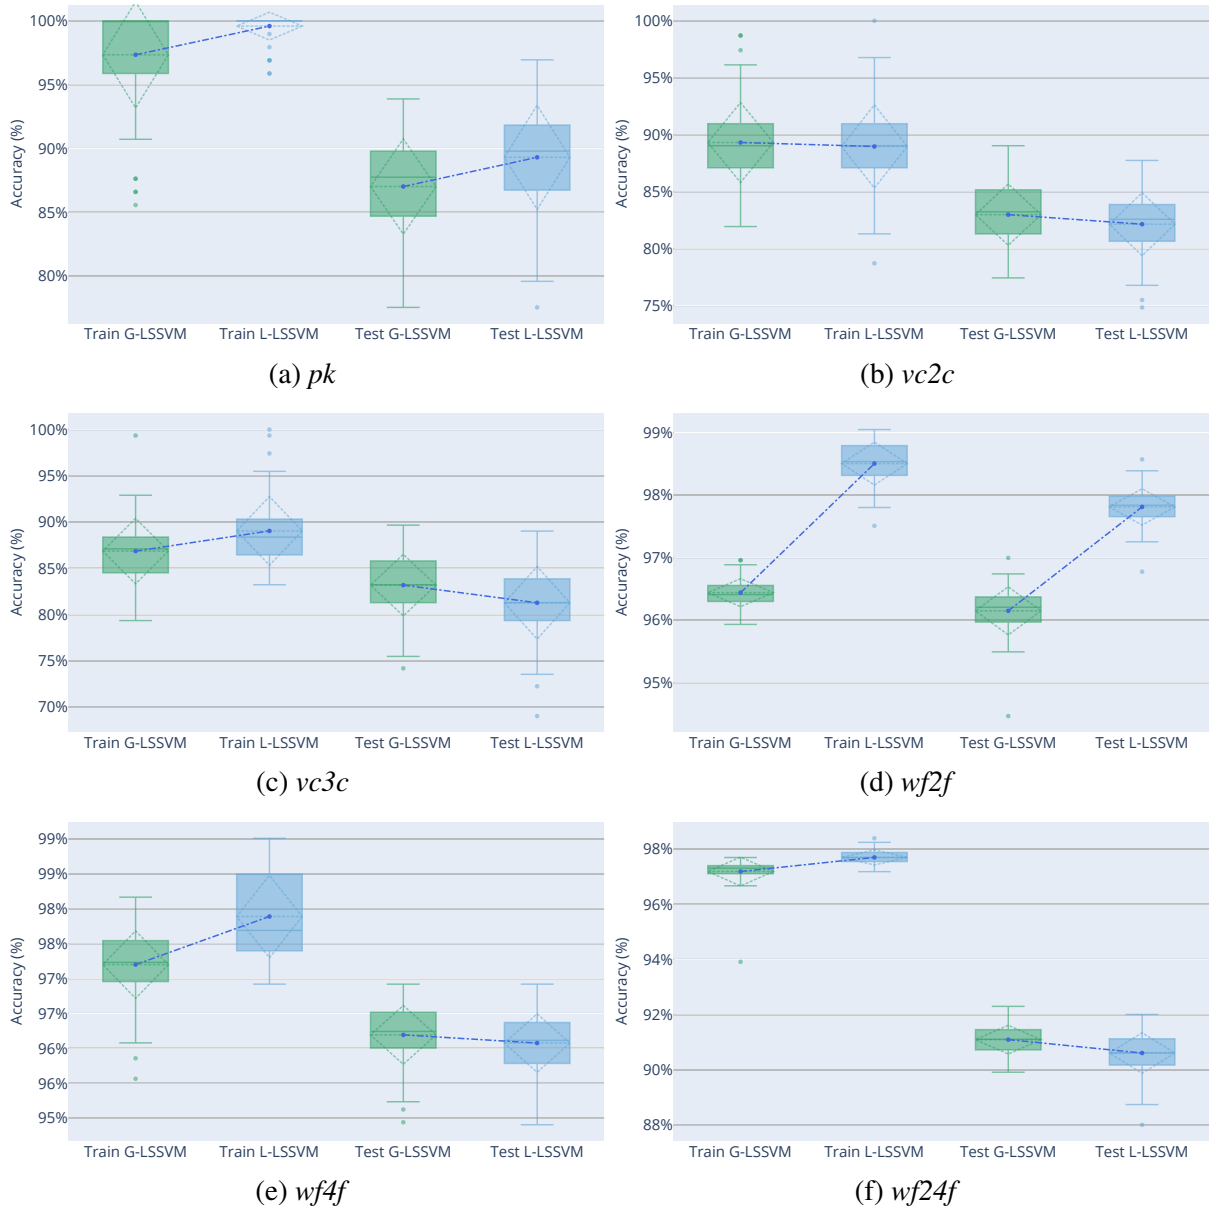 100%
95%
90%
85%
80%
Accuracy (%)
Train G-LSSVM Train L-LSSVM Test G-LSSVM Test L-LSSVM
(a) pk
100%
95%
90%
85%
80%
75%
Accuracy (%)
Train G-LSSVM Train L-LSSVM Test G-LSSVM Test L-LSSVM
(b) vc2c
100%
95%
90%
85%
80%
75%
70%
Accuracy (%)
Train G-LSSVM Train L-LSSVM Test G-LSSVM Test L-LSSVM
(c) vc3c
99%
98%
97%
96%
95%
Accuracy (%)
Train G-LSSVM Train L-LSSVM Test G-LSSVM Test L-LSSVM
(d) wf2f
99%
99%
98%
98%
97%
97%
96%
96%
95%
Accuracy (%)
Train G-LSSVM Train L-LSSVM Test G-LSSVM Test L-LSSVM
(e) wf4f
98%
96%
94%
92%
90%
88%
Accuracy (%)
Train G-LSSVM Train L-LSSVM Test G-LSSVM Test L-LSSVM
(f) wf24f